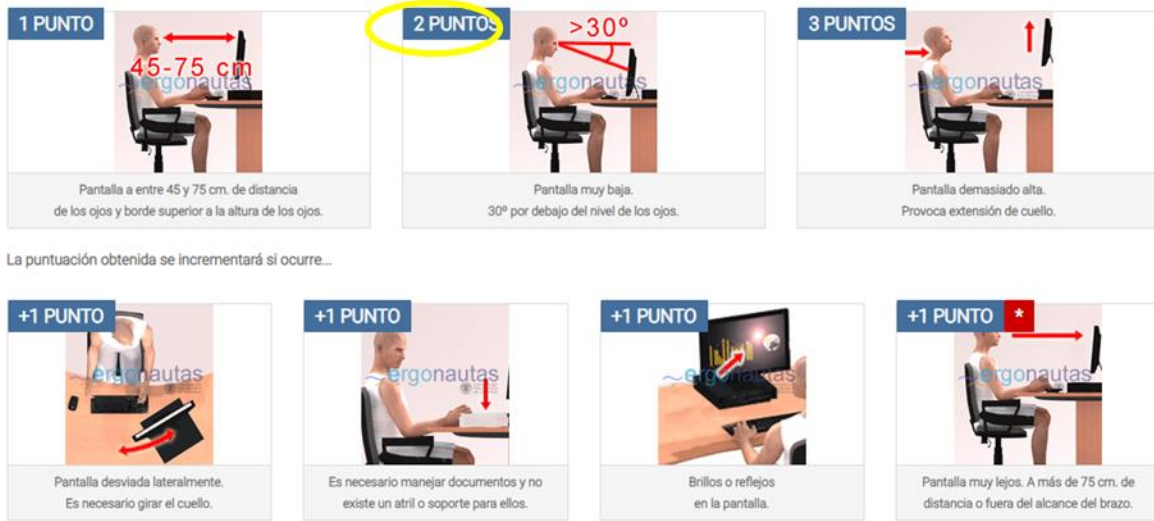 1 PUNTO
2 PUNTOS
3 PUNTOS
>30º
45-75 cm
ergonautas
ergonautas
ergonautas
Pantalla a entre 45 y 75 cm. de distancia
de los ojos y borde superior a la altura de los ojos.
Pantalla muy baja.
30º por debajo del nivel de los ojos.
Pantalla demasiado alta.
Provoca extensión de cuello.
La puntuación obtenida se incrementará si ocurre...
+1 PUNTO
+1 PUNTO
+1 PUNTO
+1 PUNTO *
ergonautas
ergonautas
ergonautas
ergonautas
Pantalla desviada lateralmente.
Es necesario girar el cuello.
Es necesario manejar documentos y no
existe un atril o soporte para ellos.
Brillos o reflejos
en la pantalla.
Pantalla muy lejos. A más de 75 cm. de
distancia o fuera del alcance del brazo.